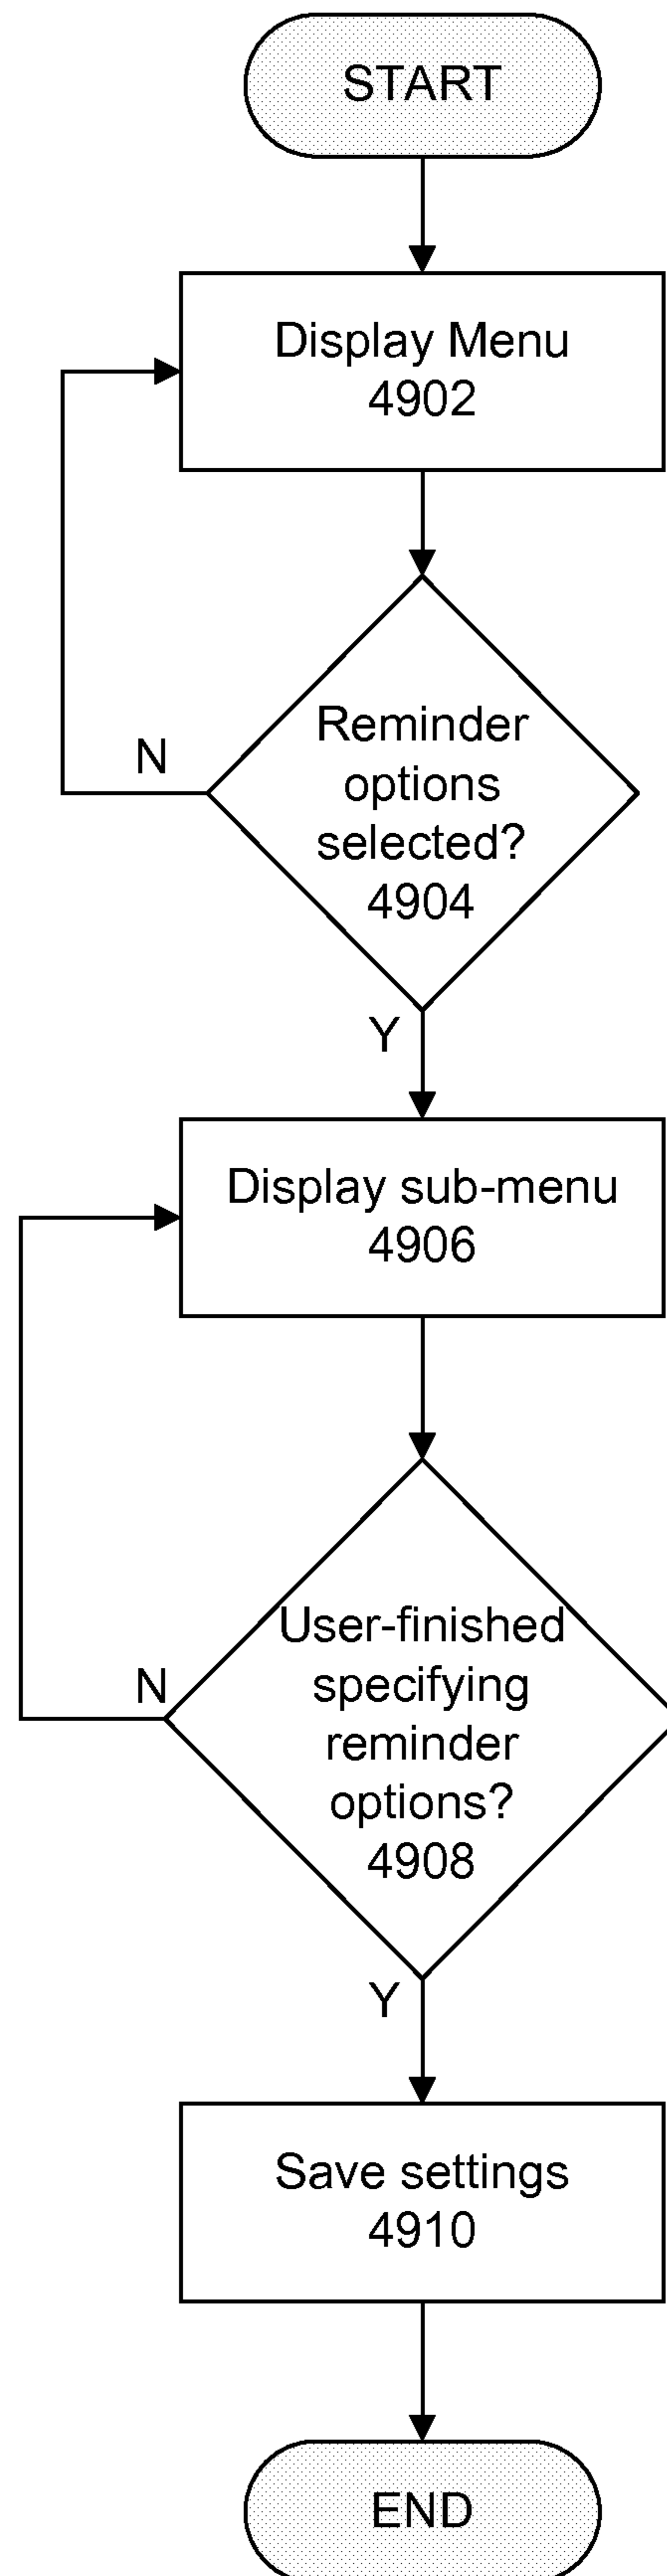 START
Display Menu
4902
Reminder
options
selected?
4904
N
Y
Display sub-menu
4906
User-finished
specifying
reminder
options?
4908
N
Y
Save settings
4910
END